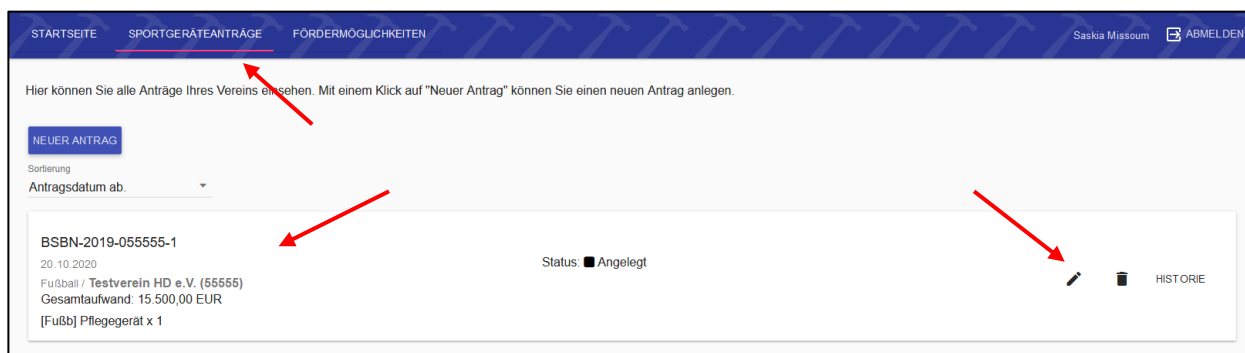 STARTSEITE SPORTGERÄTEANTRÄGE FÖRDERMÖGLICHKEITEN Saskia Missoum ABMELDEN
Hier können Sie alle Anträge Ihres Vereins einsehen. Mit einem Klick auf "Neuer Antrag" können Sie einen neuen Antrag anlegen.
NEUER ANTRAG
Sortierung
Antragsdatum ab.
BSBN-2019-055555-1
20.10.2020
Status: Angelegt
Fußball / Testverein HD e.V. (55555)
HISTORIE
Gesamtaufwand: 15.500,00 EUR
[Fußb] Pflegegerät x 1